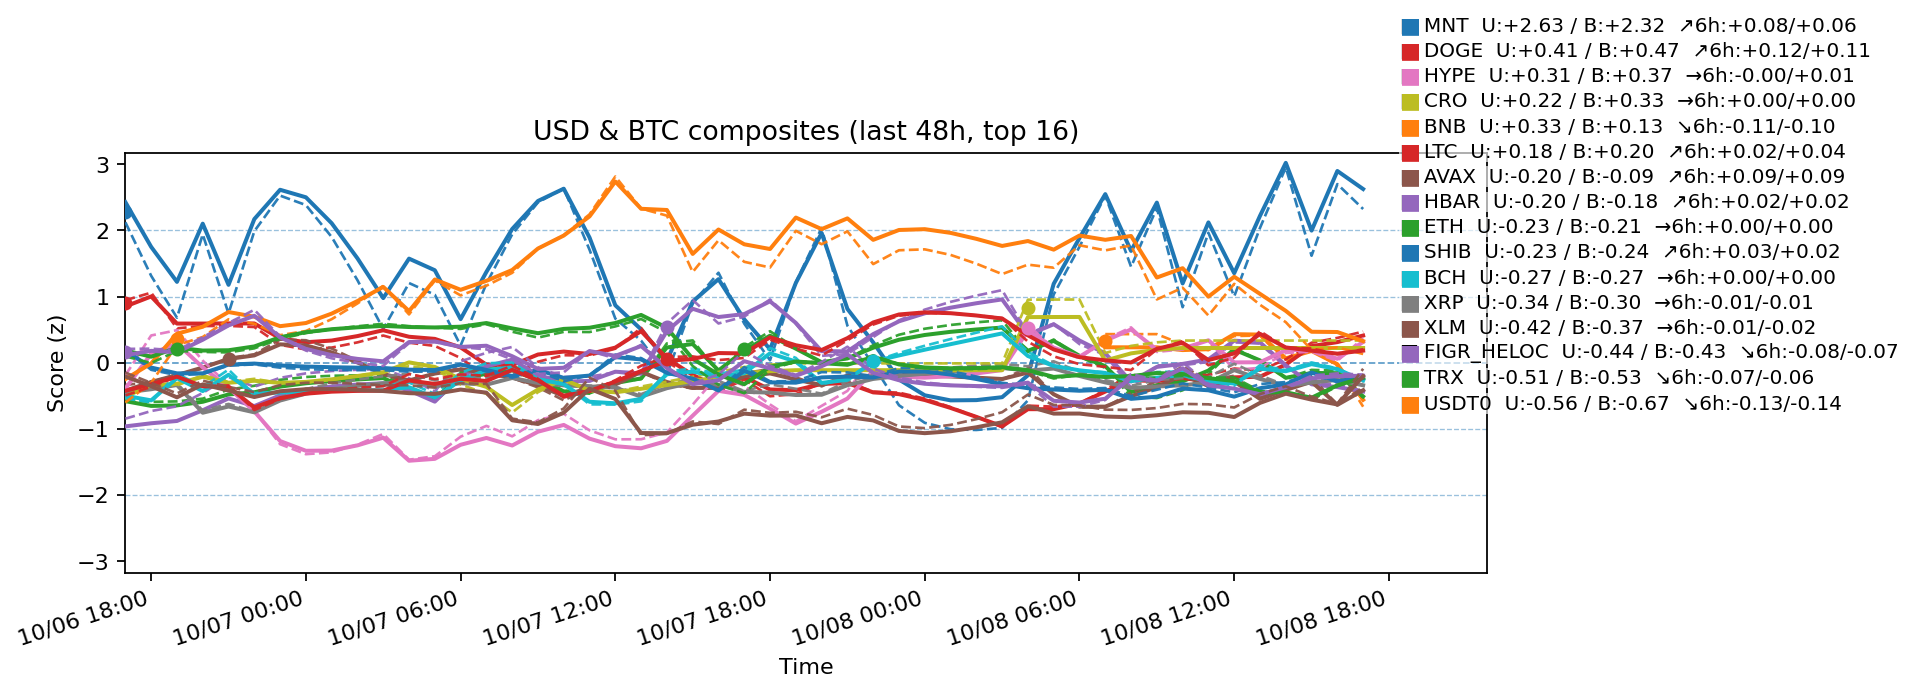 MNT  U:+2.63 / B:+2.32  ↗6h:+0.08/+0.06
DOGE  U:+0.41 / B:+0.47  ↗6h:+0.12/+0.11
HYPE  U:+0.31 / B:+0.37  →6h:-0.00/+0.01
CRO  U:+0.22 / B:+0.33  →6h:+0.00/+0.00
BNB  U:+0.33 / B:+0.13  ↘6h:-0.11/-0.10
LTC  U:+0.18 / B:+0.20  ↗6h:+0.02/+0.04
AVAX  U:-0.20 / B:-0.09  ↗6h:+0.09/+0.09
HBAR  U:-0.20 / B:-0.18  ↗6h:+0.02/+0.02
ETH  U:-0.23 / B:-0.21  →6h:+0.00/+0.00
SHIB  U:-0.23 / B:-0.24  ↗6h:+0.03/+0.02
BCH  U:-0.27 / B:-0.27  →6h:+0.00/+0.00
XRP  U:-0.34 / B:-0.30  →6h:-0.01/-0.01
XLM  U:-0.42 / B:-0.37  →6h:-0.01/-0.02
FIGR_HELOC  U:-0.44 / B:-0.43  ↘6h:-0.08/-0.07
TRX  U:-0.51 / B:-0.53  ↘6h:-0.07/-0.06
USDT0  U:-0.56 / B:-0.67  ↘6h:-0.13/-0.14
USD & BTC composites (last 48h, top 16)
Score (z)
3
2
1
0
−1
−2
−3
10/06 18:00
10/07 00:00
10/07 06:00
10/07 12:00
10/07 18:00
10/08 00:00
10/08 06:00
10/08 12:00
10/08 18:00
Time